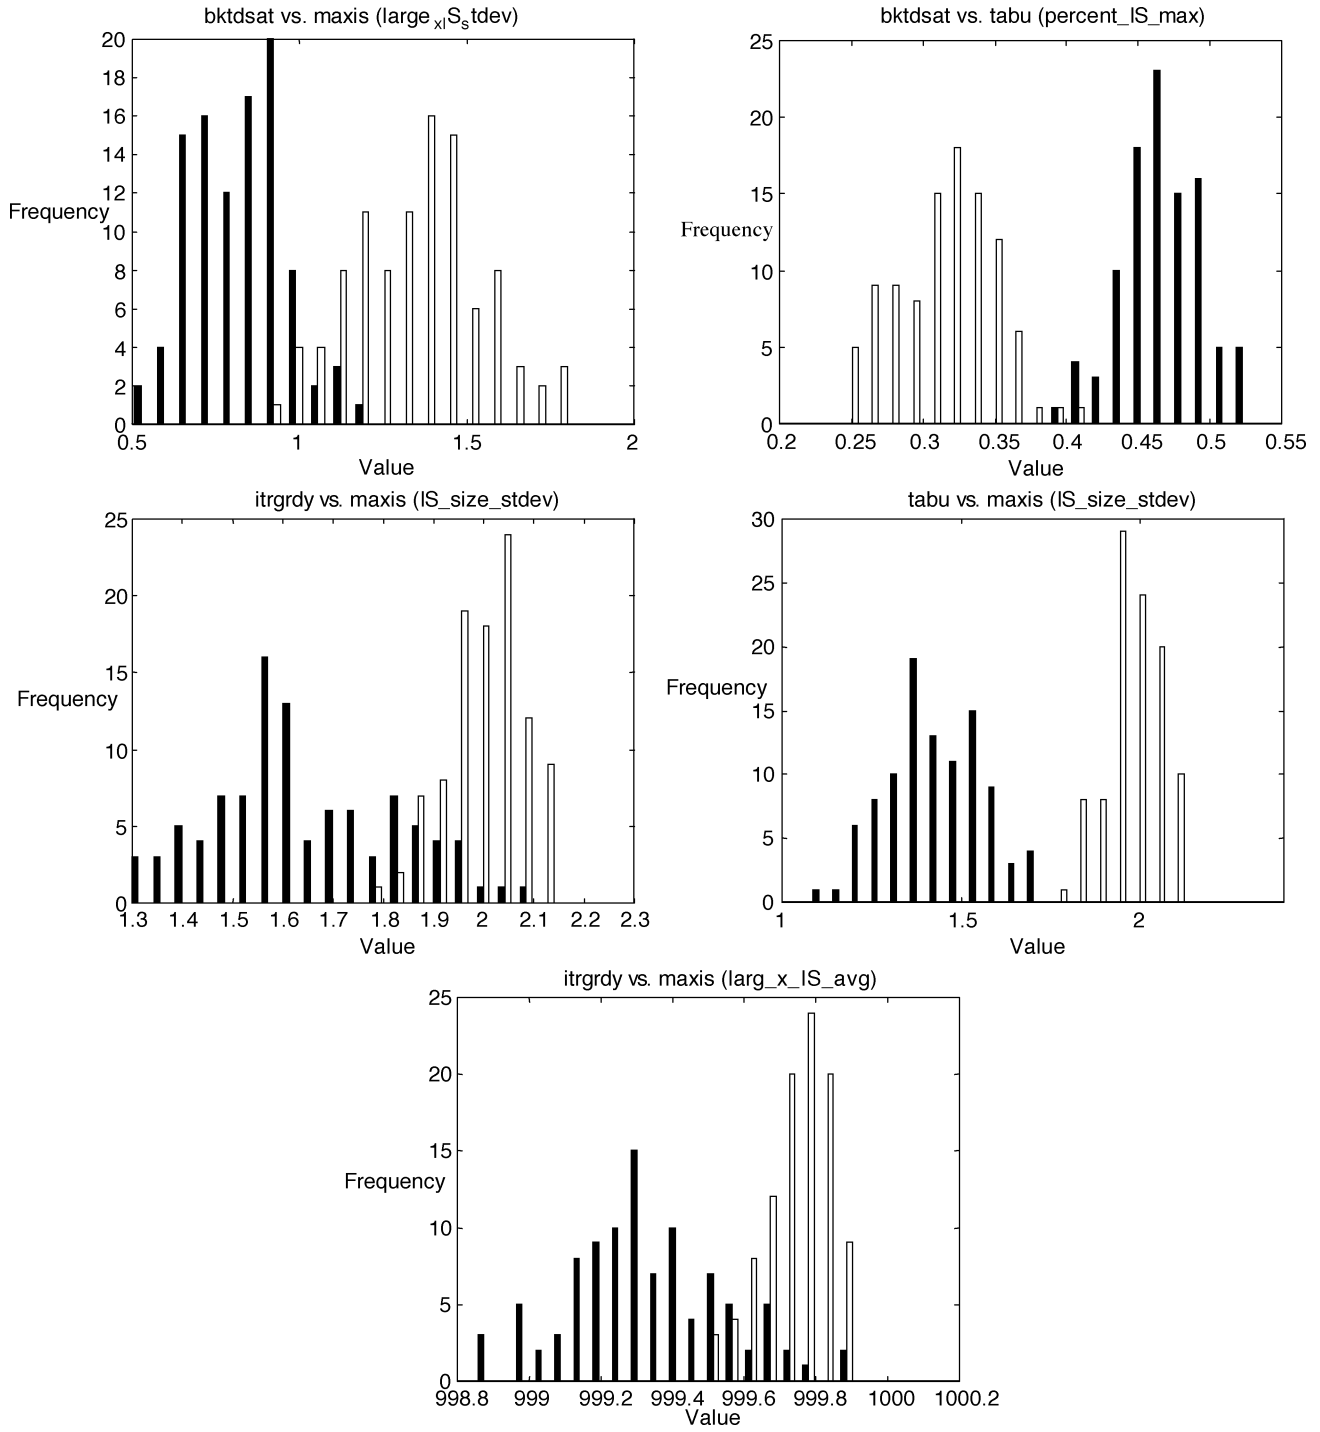 bktdsat vs. maxis (large xlS stdev)
20
18
16
14
12
10
8
6
4
2
0
Frequency
0.5 1 1.5 2
Value
bktdsat vs. tabu (percent_IS_max)
25
20
15
10
5
0
Frequency
0.2 0.25 0.3 0.35 0.4 0.45 0.5 0.55
Value
itrgrdy vs. maxis (IS_size_stdev)
25
20
15
10
5
0
Frequency
1.3 1.4 1.5 1.6 1.7 1.8 1.9 2 2.1 2.2 2.3
Value
tabu vs. maxis (IS_size_stdev)
30
25
20
15
10
5
0
Frequency
1 1.5 2
Value
itrgrdy vs. maxis (larg_x_IS_avg)
25
20
15
10
5
0
Frequency
998.8 999 999.2 999.4 999.6 999.8 1000 1000.2
Value